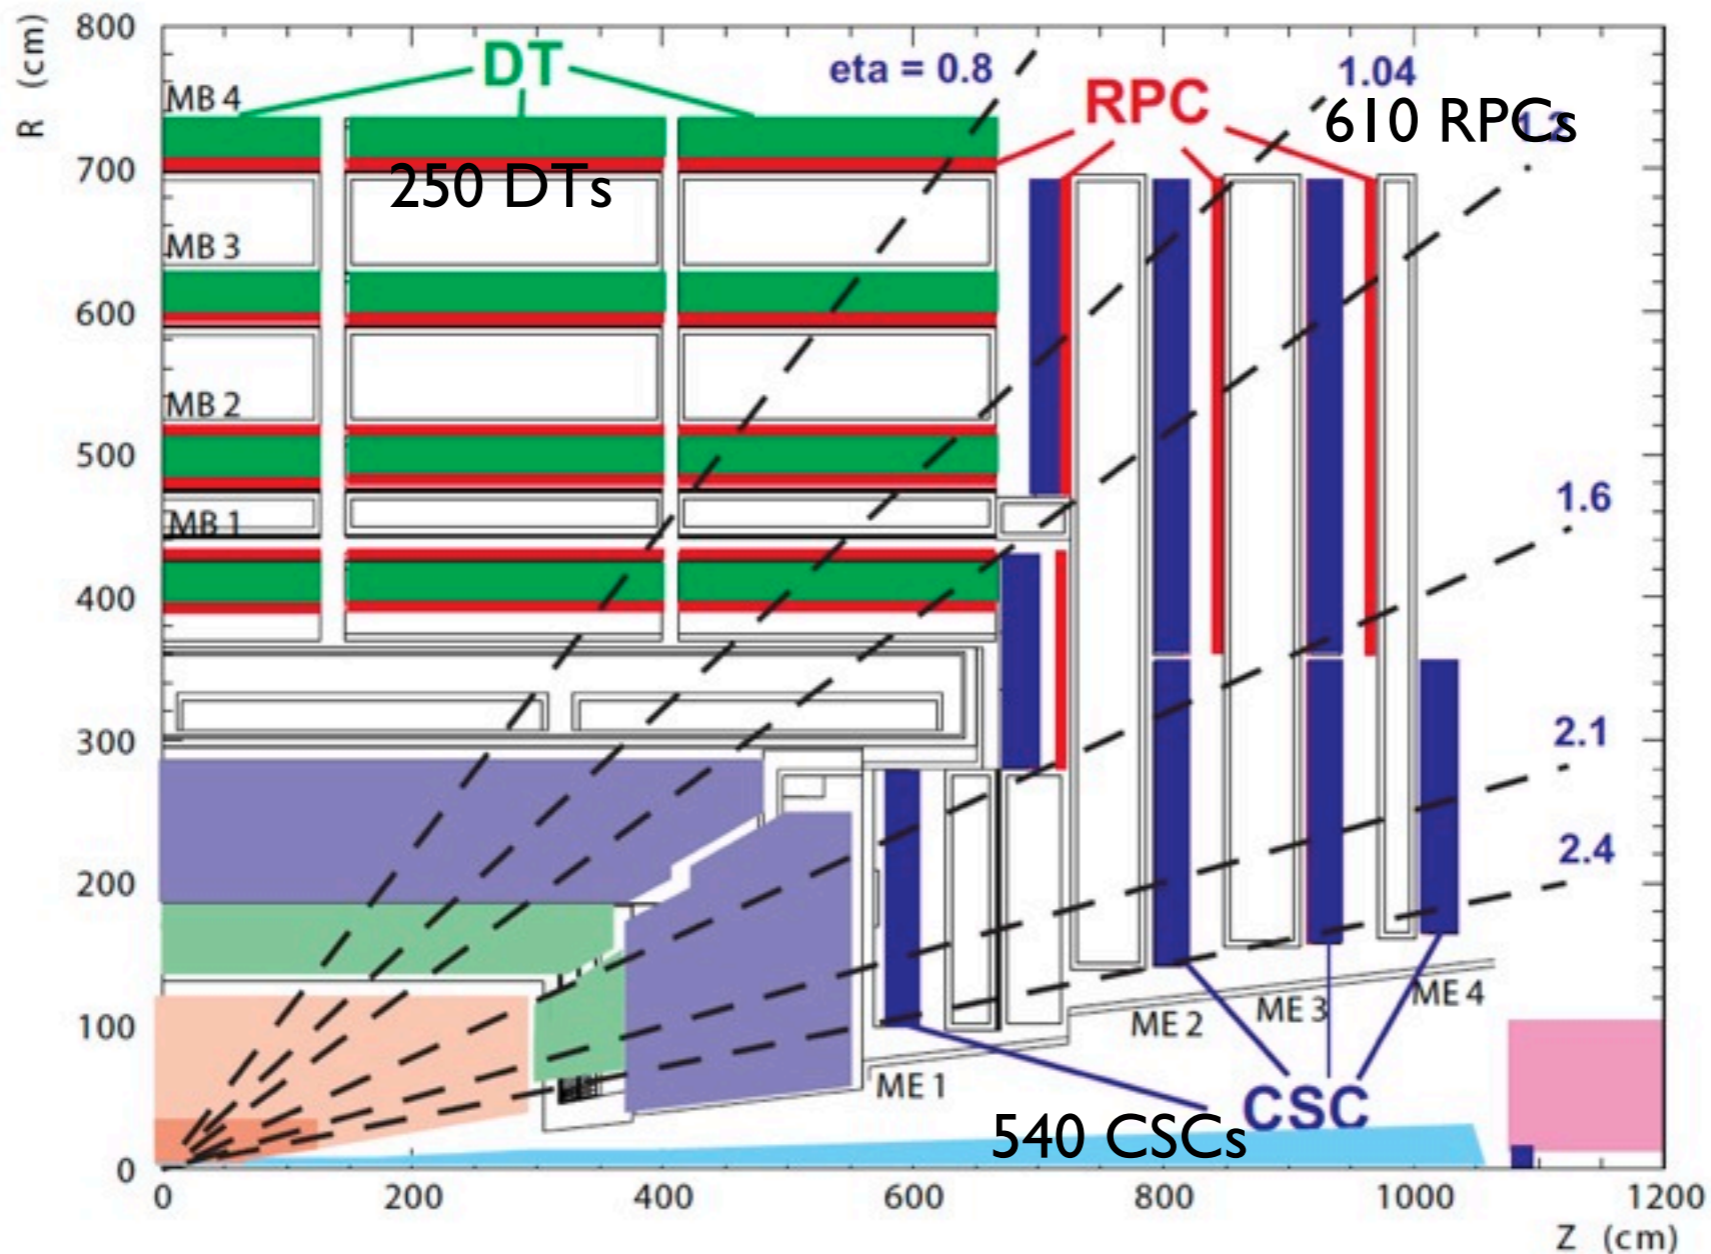 R (cm)
800
700
600
500
400
300
200
100
0
MB 4
DT
eta = 0.8
RPC
1.04
610 RPCs
1.2
250 DTs
MB 3
MB 2
MB 1
1.6
2.1
2.4
ME 4
ME 3
ME 2
ME 1
CSC
540 CSCs
0 200 400 600 800 1000 1200
Z (cm)